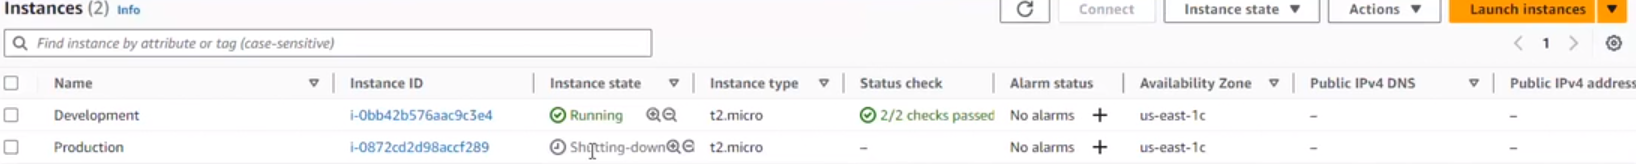 Instances (2) Info Connect Instance state Actions Launch instances
Find instance by attribute or tag (case-sensitive) 1
Name Instance ID Instance state Instance type Status check Alarm status Availability Zone Public IPv4 DNS Public IPv4 address
Development i-0bb42b576aac9c3e4 Running t2.micro 2/2 checks passed No alarms + us-east-1c – –
Production i-0872cd2d98accf289 Shutting-down t2.micro – No alarms + us-east-1c – –